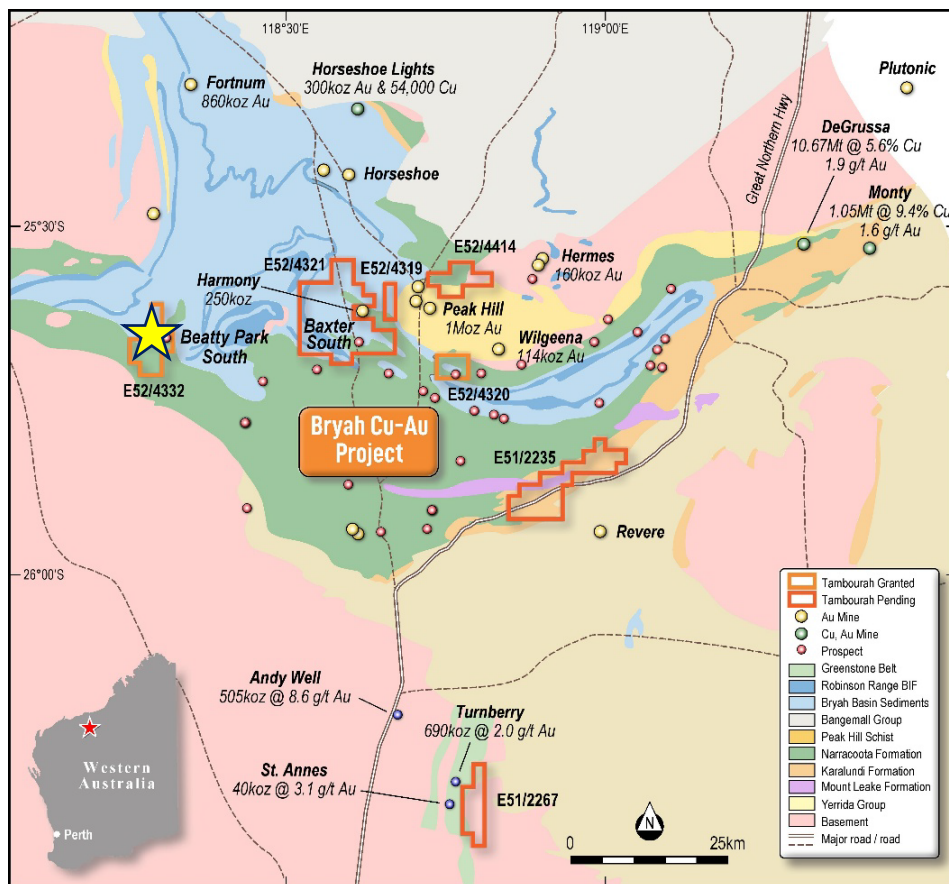 118°30'E
119°00'E
Fortnum
860koz Au
Horseshoe Lights
300koz Au & 54,000 Cu
Plutonic
Great Northern Hwy
DeGrussa
10.67Mt @ 5.6% Cu
1.9 g/t Au
Horseshoe
Monty
1.05Mt @ 9.4% Cu
1.6 g/t Au
25°30'S
E52/4414
E52/4321
E52/4319
Hermes
160koz Au
Harmony
250koz
Peak Hill
1Moz Au
Baxter
South
Beatty Park
South
Wilgeena
114koz Au
E52/4332
E52/4320
Bryah Cu-Au
Project
E51/2235
Revere
26°00'S
Andy Well
505koz @ 8.6 g/t Au
Turnberry
690koz @ 2.0 g/t Au
St. Annes
40koz @ 3.1 g/t Au
E51/2267
Western
Australia
Perth
N
0
25km
Tambourah Granted
Tambourah Pending
Au Mine
Cu, Au Mine
Prospect
Greenstone Belt
Robinson Range BIF
Bryah Basin Sediments
Bangemall Group
Peak Hill Schist
Narracoota Formation
Karalundi Formation
Mount Leake Formation
Yerrida Group
Basement
Major road / road